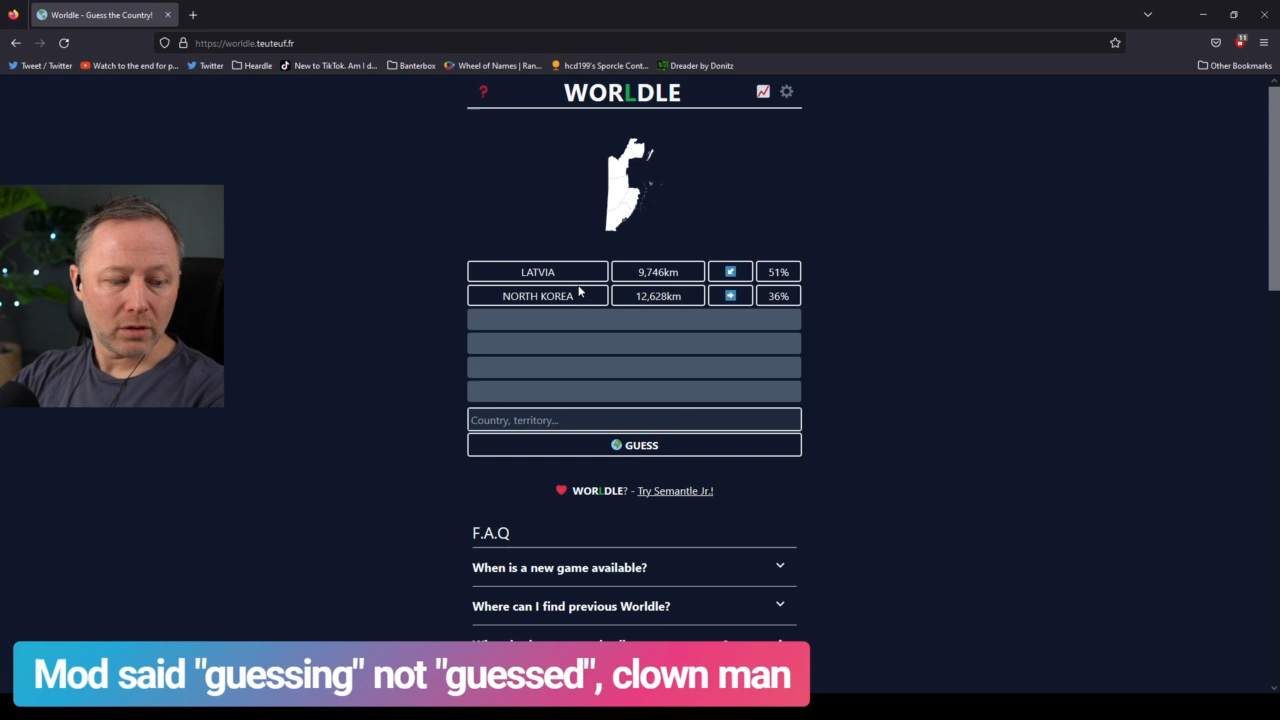 Worldle - Guess the Country!
https://worldle.teuteuf.fr
11
Tweet / Twitter
Watch to the end for p...
Twitter
Heardle
New to TikTok. Am I d...
Banterbox
Wheel of Names | Ran...
hcd199's Sporcle Cont...
Dreader by Donitz
Other Bookmarks
?
WORLDLE
LATVIA 9,746km ↙ 51%
NORTH KOREA 12,628km ➡ 36%
Country, territory...
GUESS
WORLDLE? - Try Semantle Jr.!
F.A.Q
When is a new game available?
Where can I find previous Worldle?
Mod said "guessing" not "guessed", clown man